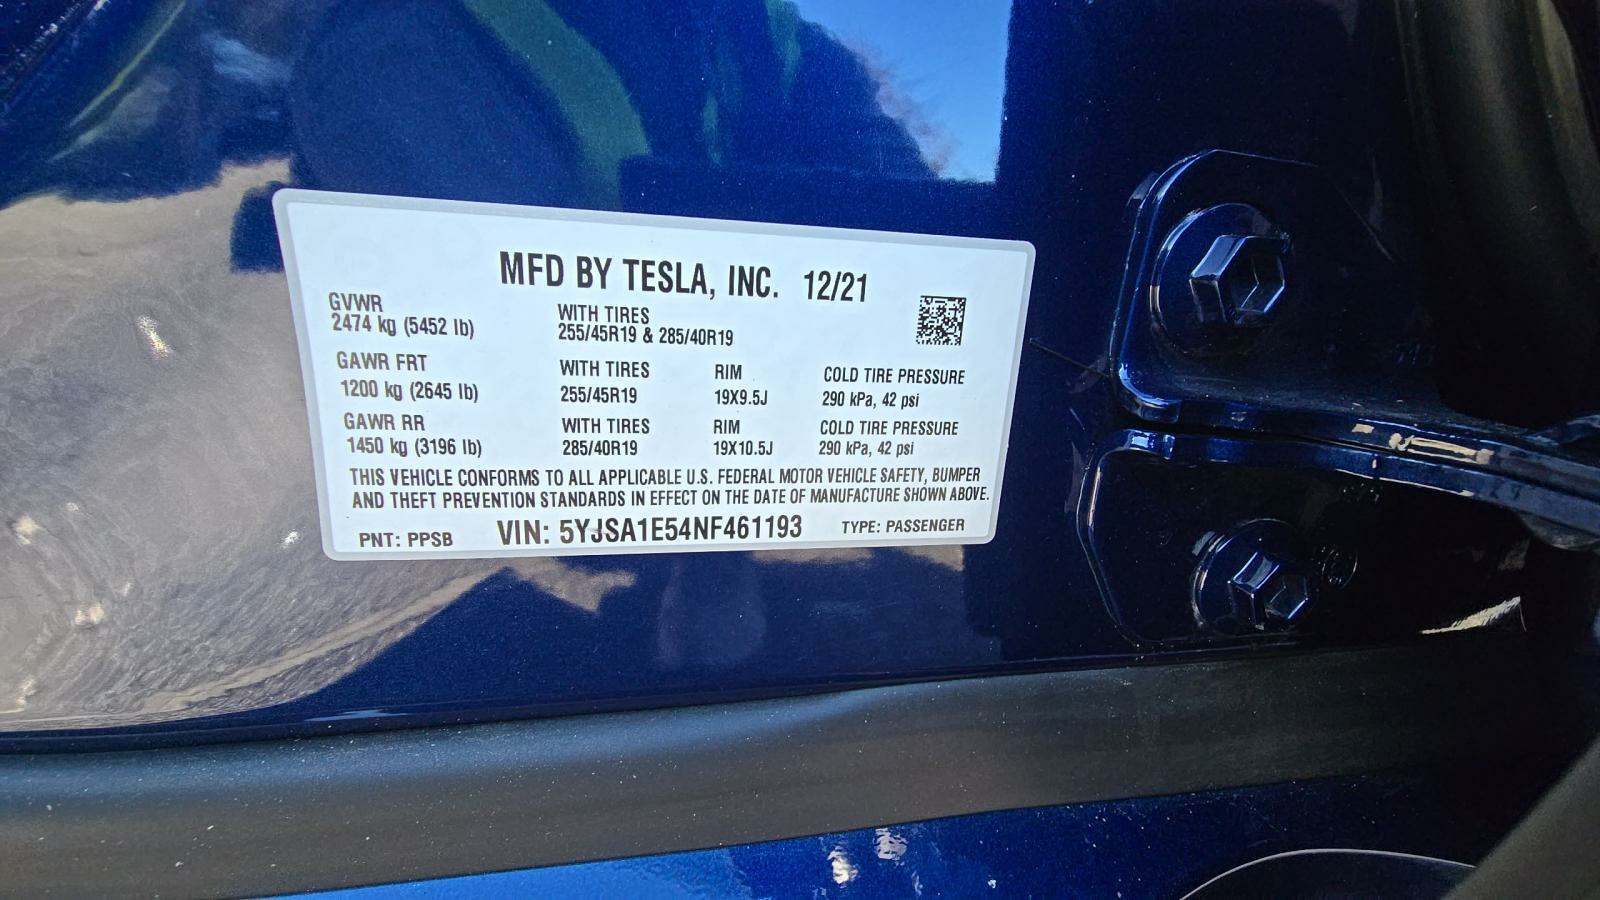 MFD BY TESLA, INC. 12/21
GVWR
2474 kg (5452 lb)
WITH TIRES
255/45R19 & 285/40R19
GAWR FRT
1200 kg (2645 lb)
WITH TIRES
255/45R19
RIM
19X9.5J
COLD TIRE PRESSURE
290 kPa, 42 psi
GAWR RR
1450 kg (3196 lb)
WITH TIRES
285/40R19
RIM
19X10.5J
COLD TIRE PRESSURE
290 kPa, 42 psi
THIS VEHICLE CONFORMS TO ALL APPLICABLE U.S. FEDERAL MOTOR VEHICLE SAFETY, BUMPER
AND THEFT PREVENTION STANDARDS IN EFFECT ON THE DATE OF MANUFACTURE SHOWN ABOVE.
PNT: PPSB VIN: 5YJSA1E54NF461193 TYPE: PASSENGER